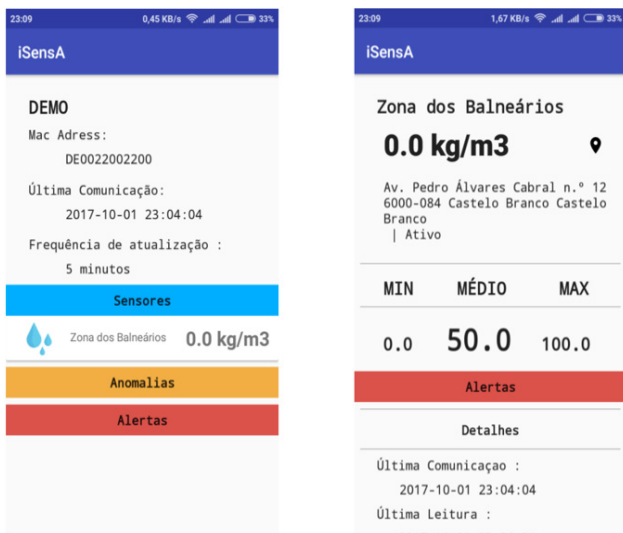 23:09 0,45 KB/s 33%
iSensA
DEMO
Mac Adress:
DE0022002200
Última Comunicação:
2017-10-01 23:04:04
Frequência de atualização :
5 minutos
Sensores
Zona dos Balneários 0.0 kg/m3
Anomalias
Alertas
23:09 1,67 KB/s 33%
iSensA
Zona dos Balneários
0.0 kg/m3
Av. Pedro Álvares Cabral n.º 12
6000-084 Castelo Branco Castelo
Branco
| Ativo
MIN MÉDIO MAX
0.0 50.0 100.0
Alertas
Detalhes
Última Comunicaçao :
2017-10-01 23:04:04
Última Leitura :